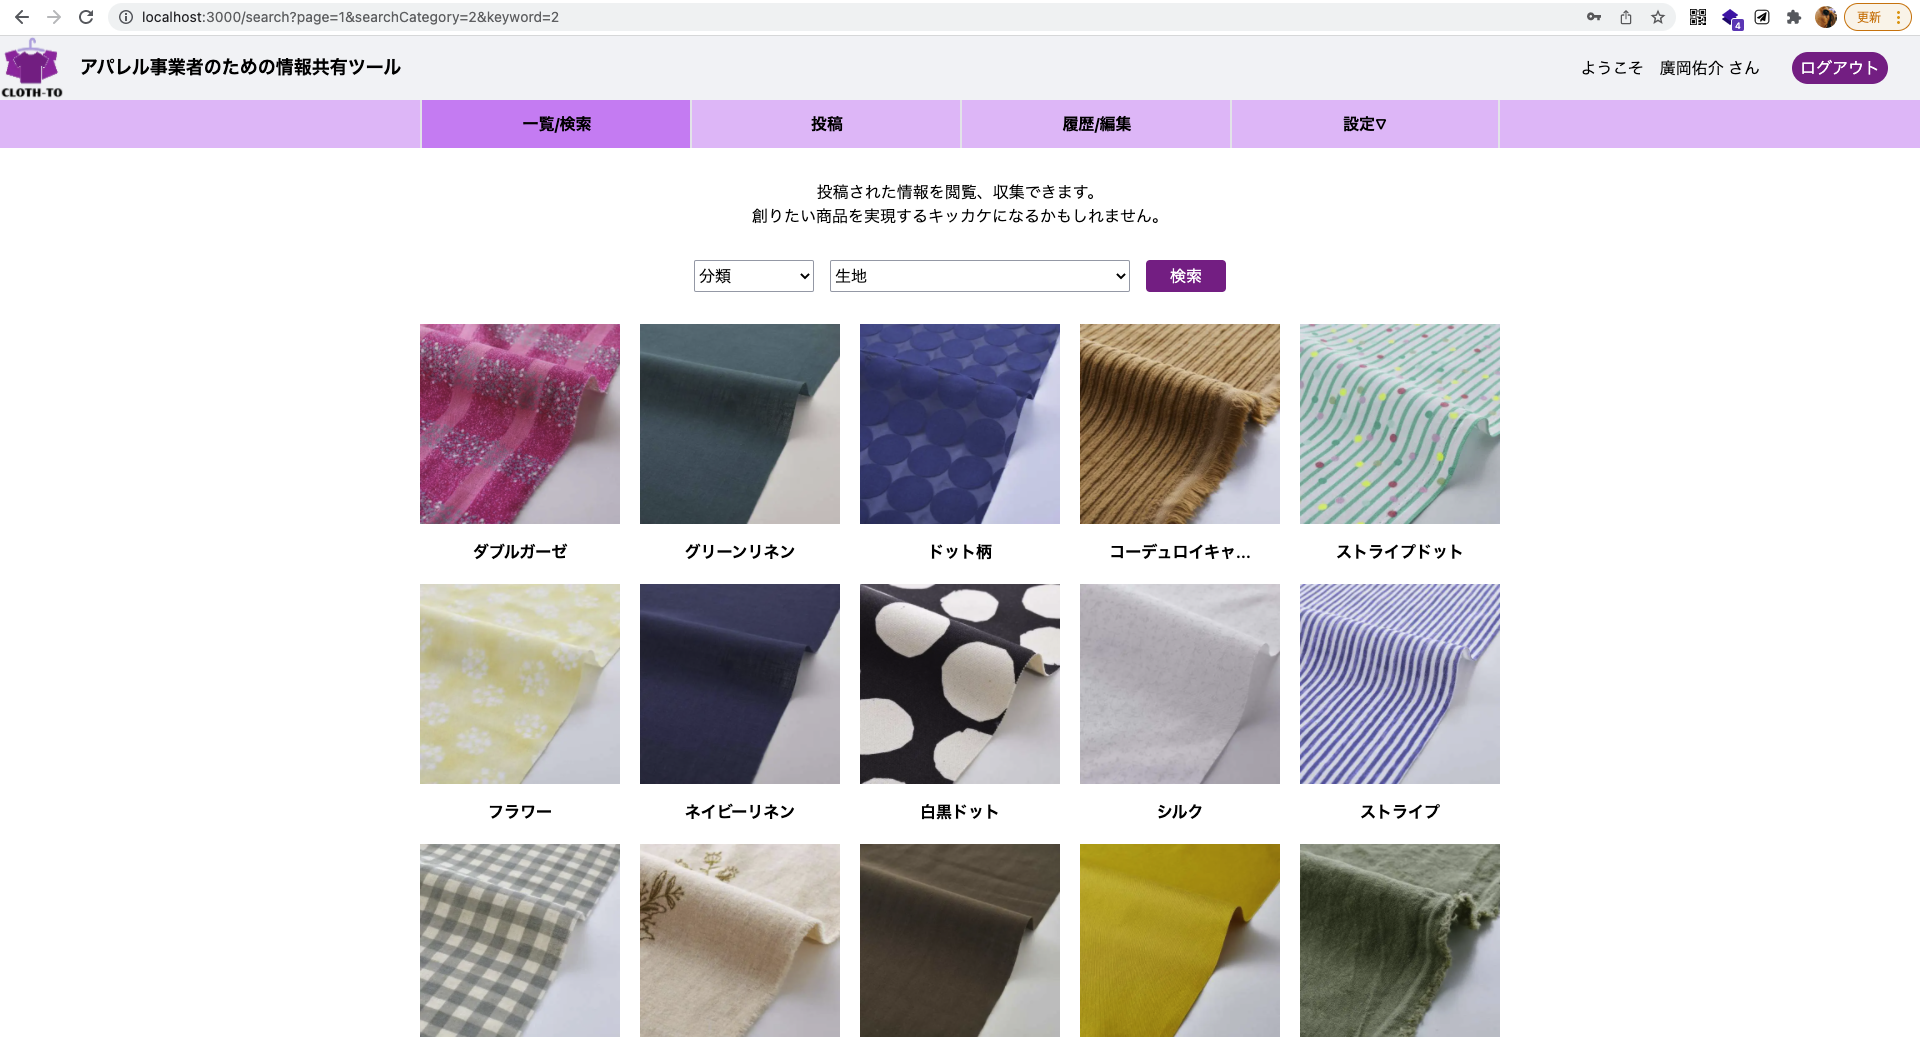 localhost:3000/search?page=1&searchCategory=2&keyword=2
4
更新
CLOTH-TO
アパレル事業者のための情報共有ツール
ようこそ 廣岡佑介 さん
ログアウト
一覧/検索
投稿
履歴/編集
設定▽
投稿された情報を閲覧、収集できます。
創りたい商品を実現するキッカケになるかもしれません。
分類
生地
検索
ダブルガーゼ
グリーンリネン
ドット柄
コーデュロイキャ...
ストライプドット
フラワー
ネイビーリネン
白黒ドット
シルク
ストライプ